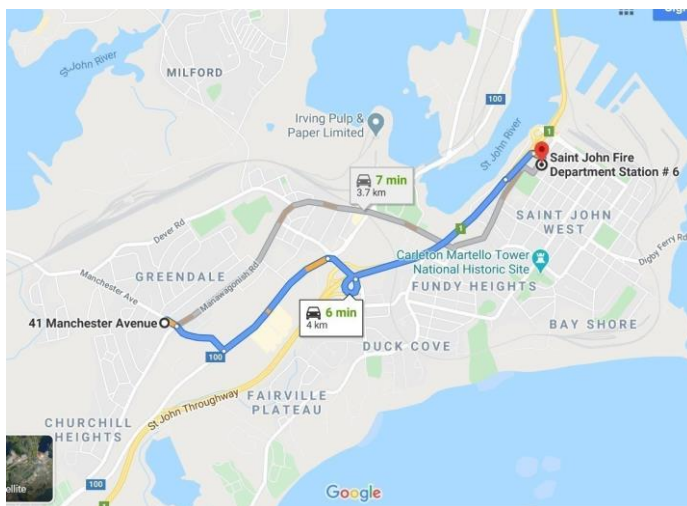 Sign
St John River
MILFORD
100
1
Irving Pulp &
Paper Limited
St John River
Saint John Fire
Department Station # 6
7 min
3.7 km
SAINT JOHN
WEST
Dever Rd
1
Digby Ferry Rd
Carleton Martello Tower
National Historic Site
Manchester Ave
GREENDALE
Manawagonish Rd
FUNDY HEIGHTS
6 min
4 km
41 Manchester Avenue
BAY SHORE
100
DUCK COVE
St John Throughway
FAIRVILLE
PLATEAU
CHURCHILL
HEIGHTS
ellite
100
Google